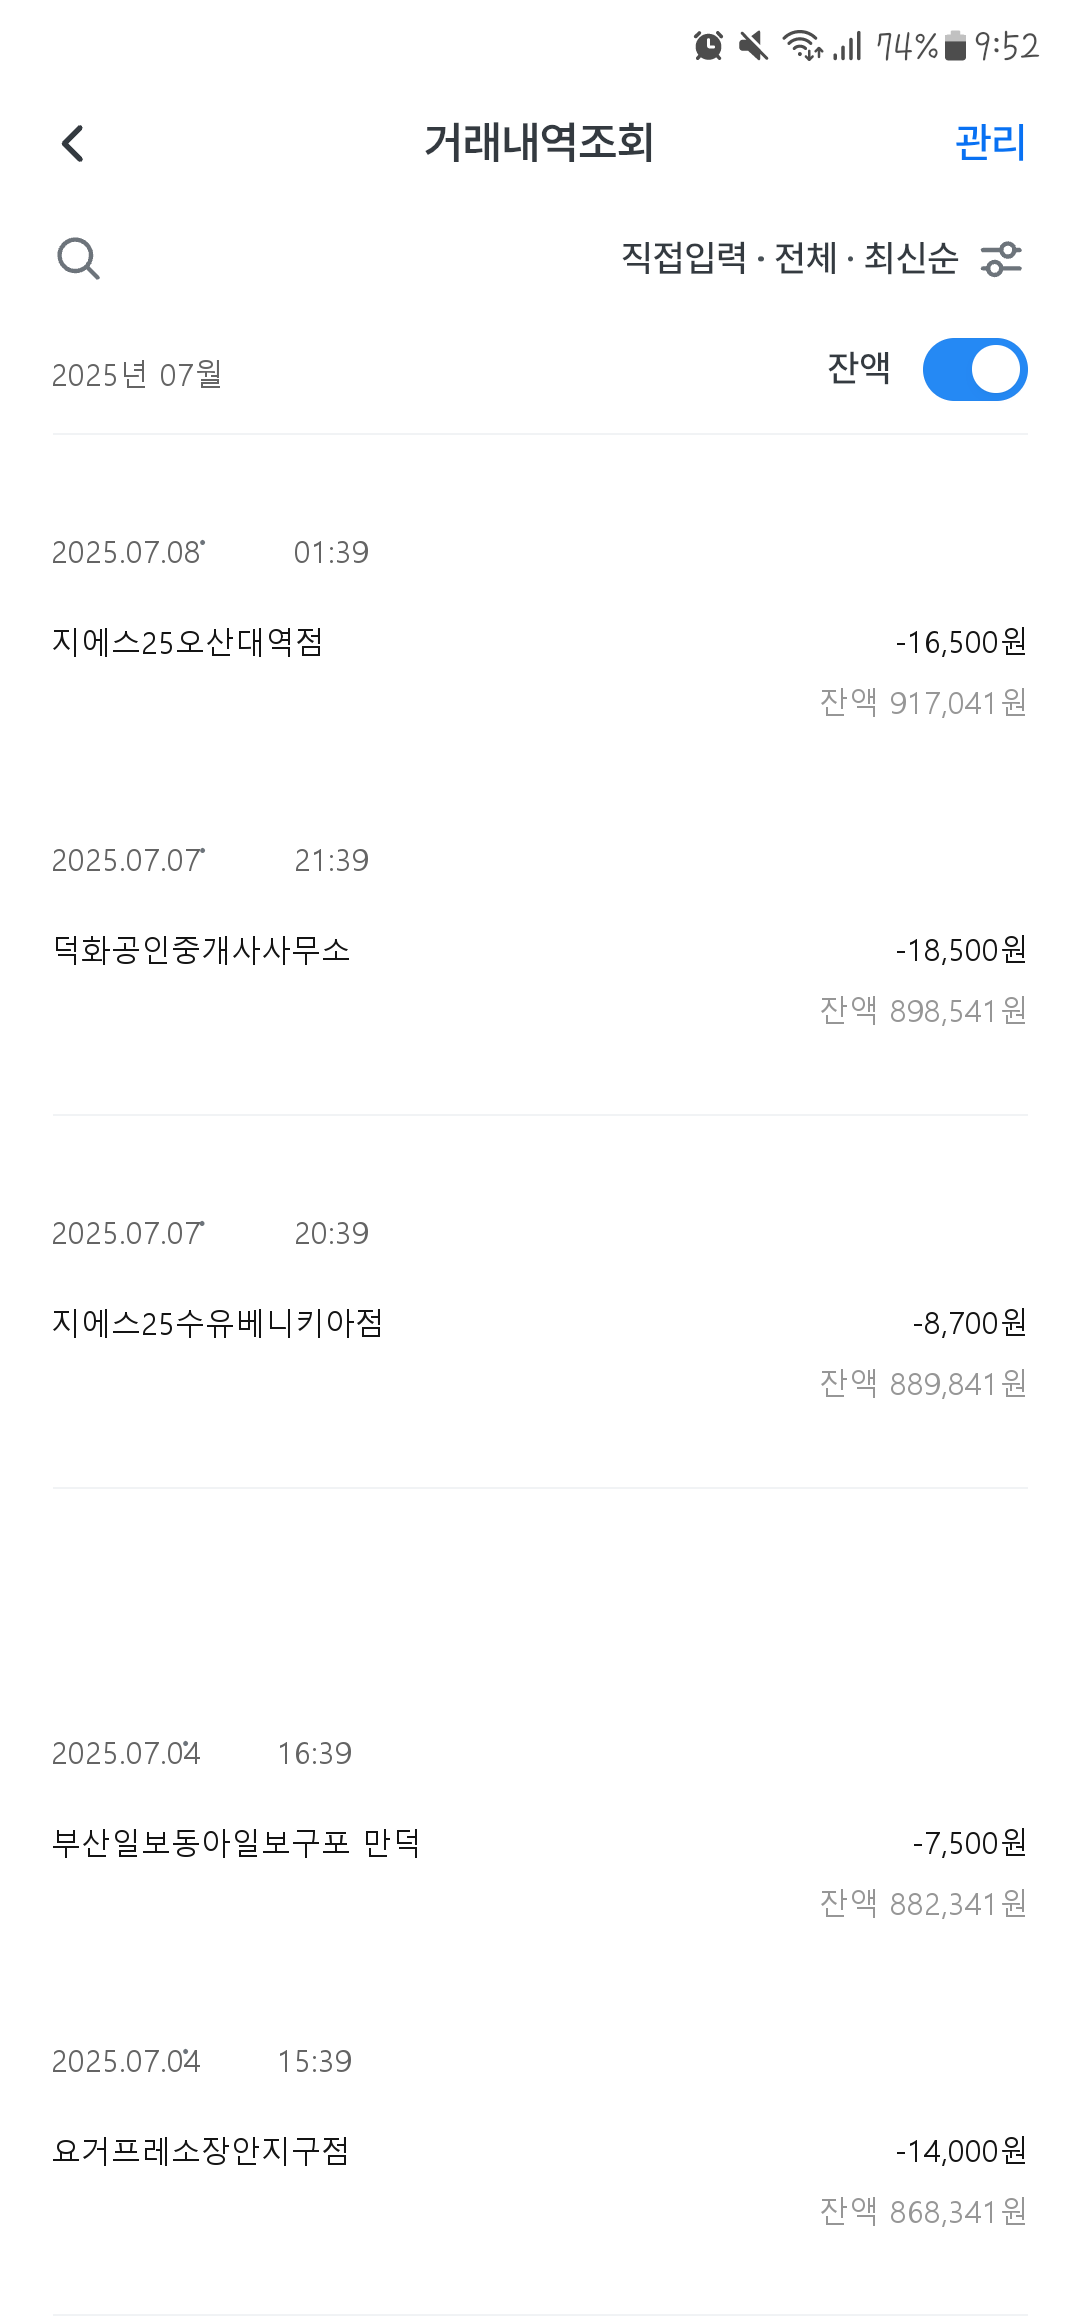 74% 9:52
거래내역조회 관리
직접입력 · 전체 · 최신순
2025년 07월 잔액
2025.07.08 01:39
지에스25오산대역점 -16,500원
잔액 917,041원
2025.07.07 21:39
덕화공인중개사사무소 -18,500원
잔액 898,541원
2025.07.07 20:39
지에스25수유베니키아점 -8,700원
잔액 889,841원
2025.07.04 16:39
부산일보동아일보구포 만덕 -7,500원
잔액 882,341원
2025.07.04 15:39
요거프레소장안지구점 -14,000원
잔액 868,341원